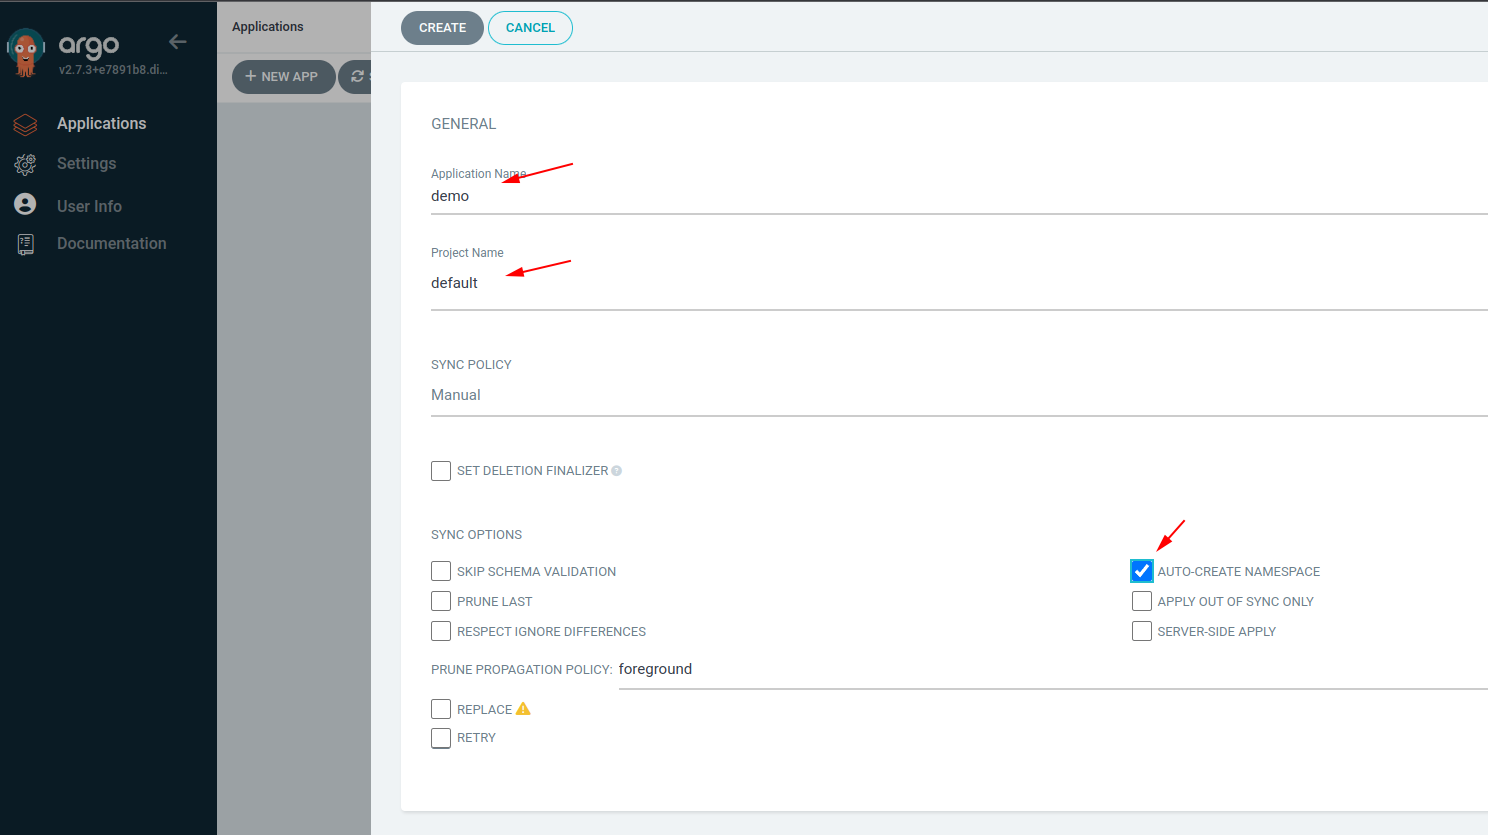 argo
v2.7.3+e7891b8.di...
Applications
Settings
User Info
Documentation
Applications
NEW APP
CREATE
CANCEL
GENERAL
Application Name
demo
Project Name
default
SYNC POLICY
Manual
SET DELETION FINALIZER
SYNC OPTIONS
SKIP SCHEMA VALIDATION
AUTO-CREATE NAMESPACE
PRUNE LAST
APPLY OUT OF SYNC ONLY
RESPECT IGNORE DIFFERENCES
SERVER-SIDE APPLY
PRUNE PROPAGATION POLICY: foreground
REPLACE
RETRY